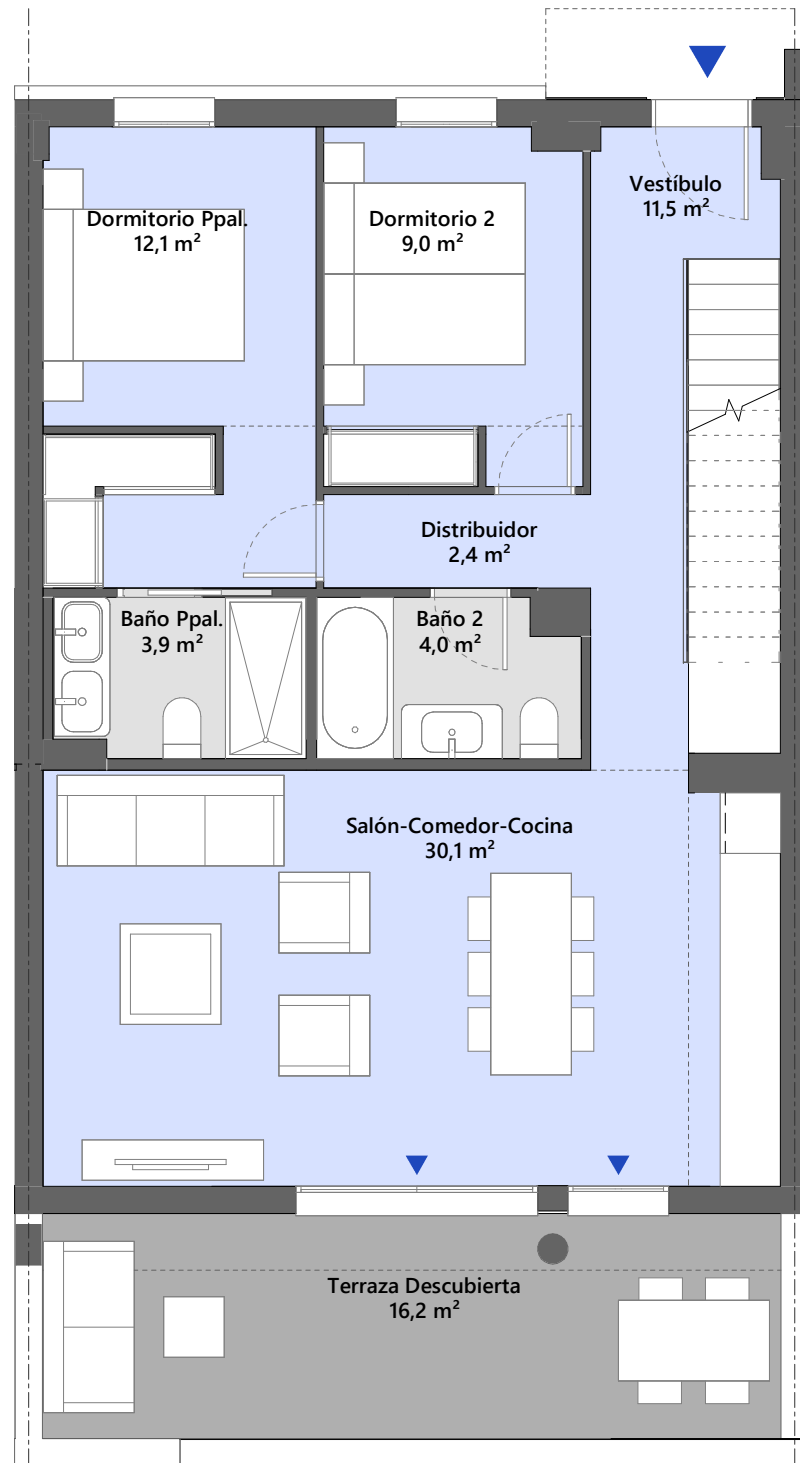 Vestíbulo
11,5 m²
Dormitorio Ppal.
12,1 m²
Dormitorio 2
9,0 m²
Distribuidor
2,4 m²
Baño Ppal.
3,9 m²
Baño 2
4,0 m²
Salón-Comedor-Cocina
30,1 m²
Terraza Descubierta
16,2 m²